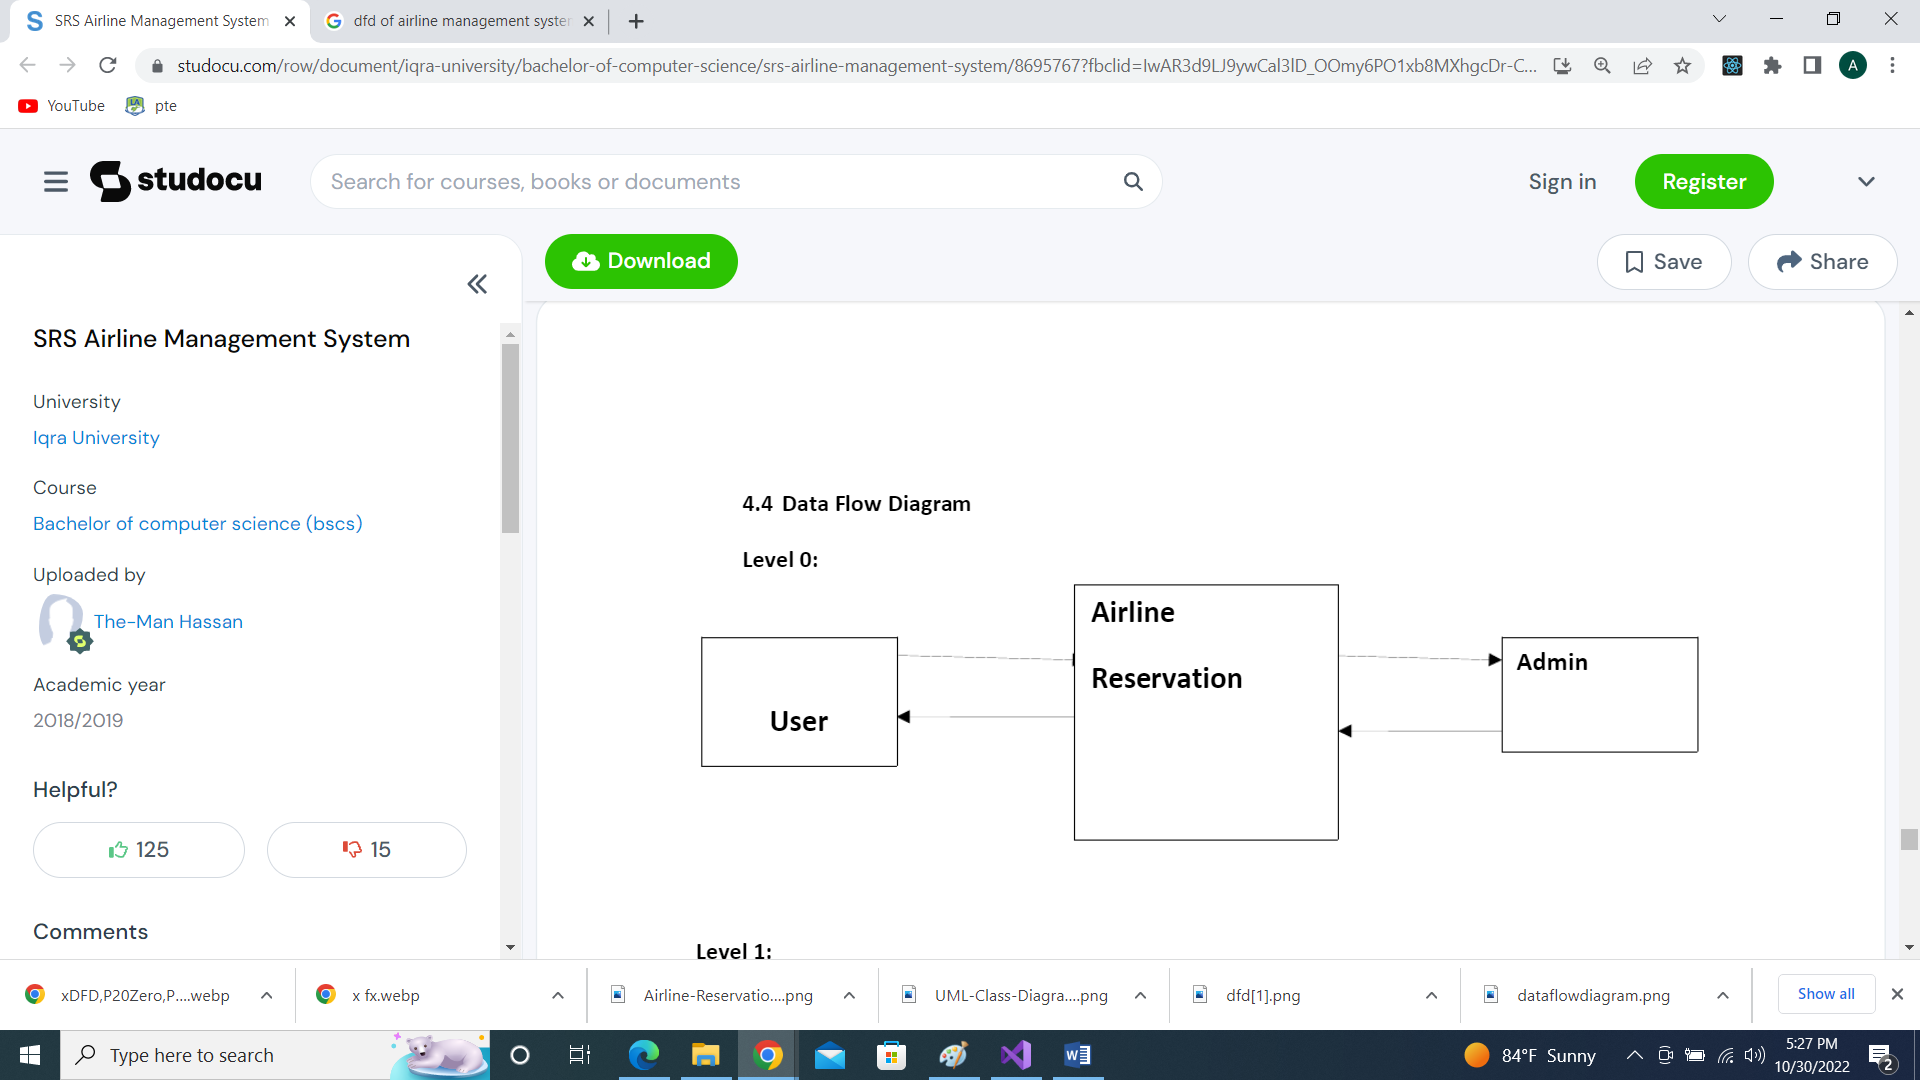 SRS Airline Management System
dfd of airline management system
studocu.com/row/document/iqra-university/bachelor-of-computer-science/srs-airline-management-system/8695767?fbclid=IwAR3d9LJ9ywCal3lD_OOmy6PO1xb8MXhgcDr-C...
A
YouTube
pte
studocu
Search for courses, books or documents
Sign in
Register
Download
Save
Share
SRS Airline Management System
University
Iqra University
Course
Bachelor of computer science (bscs)
Uploaded by
The-Man Hassan
Academic year
2018/2019
Helpful?
125
15
Comments
4.4 Data Flow Diagram
Level 0:
User
Airline
Reservation
Admin
Level 1:
xDFD,P20Zero,P....webp
x fx.webp
Airline-Reservatio....png
UML-Class-Diagra....png
dfd[1].png
dataflowdiagram.png
Show all
Type here to search
84°F Sunny
5:27 PM
10/30/2022
2